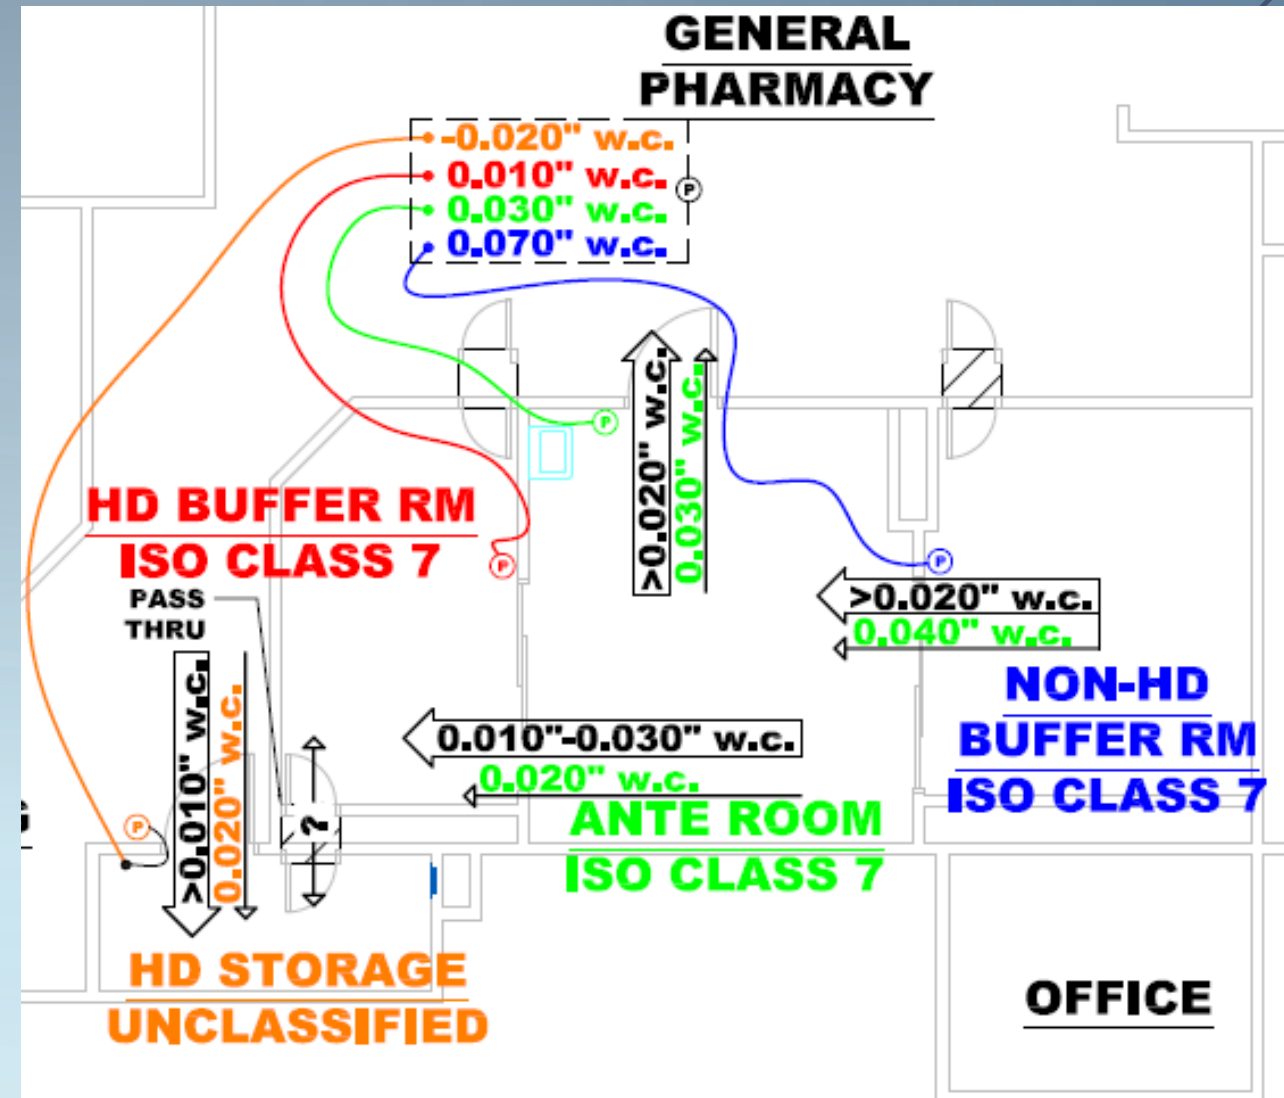 GENERAL
PHARMACY
-0.020" w.c.
0.010" w.c.
0.030" w.c.
0.070" w.c.
P
P
>0.020" w.c.
0.030" w.c.
HD BUFFER RM
ISO CLASS 7
P
P
>0.020" w.c.
0.040" w.c.
PASS
THRU
NON-HD
BUFFER RM
ISO CLASS 7
>0.010" w.c.
0.020" w.c.
0.010"-0.030" w.c.
0.020" w.c.
ANTE ROOM
ISO CLASS 7
P
?
HD STORAGE
UNCLASSIFIED
OFFICE